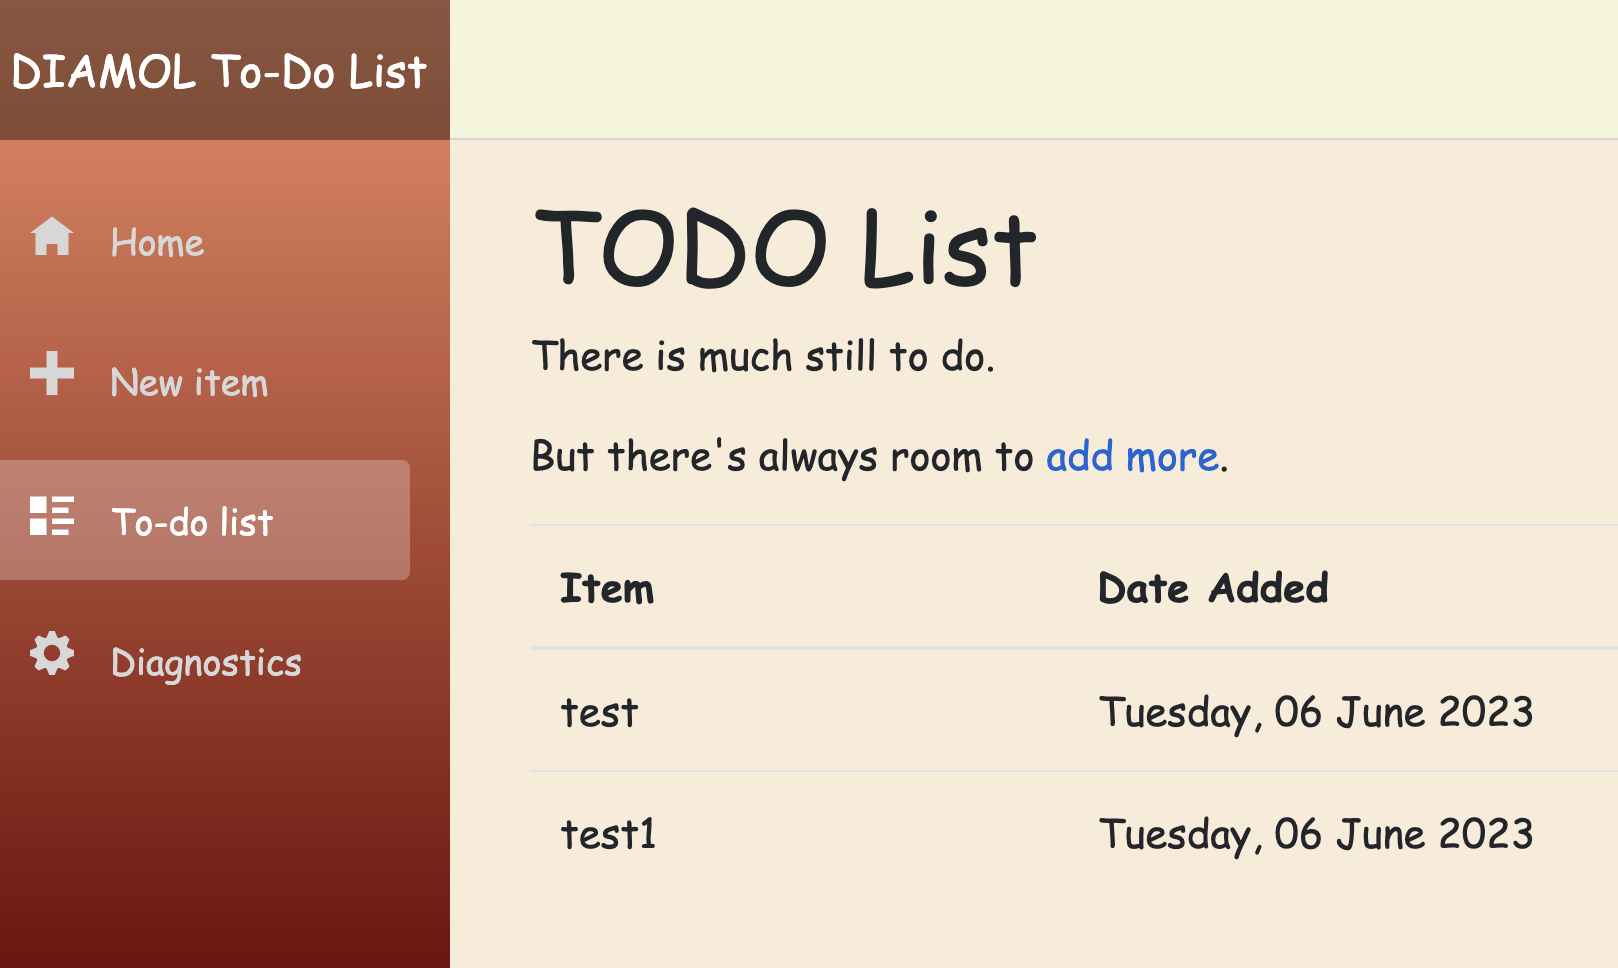 DIAMOL To-Do List
Home
New item
To-do list
Diagnostics
TODO List
There is much still to do.
But there's always room to add more.
Item Date Added
test Tuesday, 06 June 2023
test1 Tuesday, 06 June 2023